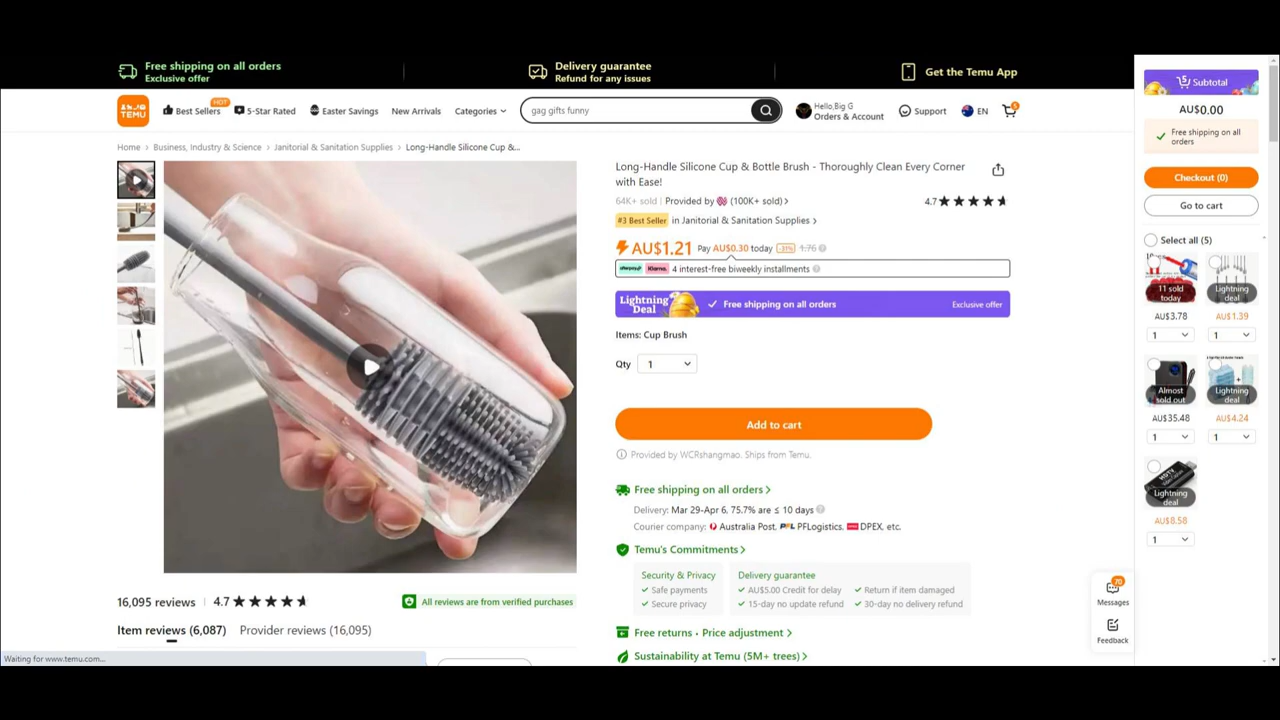 Free shipping on all orders
Exclusive offer
Delivery guarantee
Refund for any issues
Get the Temu App
TEMU
Best Sellers
HOT
5-Star Rated
Easter Savings
New Arrivals
Categories
gag gifts funny
Hello, Big G
Orders & Account
Support
EN
Home > Business, Industry & Science > Janitorial & Sanitation Supplies > Long-Handle Silicone Cup &...
Long-Handle Silicone Cup & Bottle Brush - Thoroughly Clean Every Corner
with Ease!
64K+ sold | Provided by (100K+ sold) >
4.7
#3 Best Seller in Janitorial & Sanitation Supplies >
AU$1.21 Pay AU$0.30 today -31% 1.76
afterpay Klarna. 4 interest-free biweekly installments
Lightning
Deal
Free shipping on all orders
Exclusive offer
Items: Cup Brush
Qty 1
Add to cart
Provided by WCRshangmao. Ships from Temu.
Free shipping on all orders >
Delivery: Mar 29-Apr 6, 75.7% are ≤ 10 days
Courier company: Australia Post, PFL PFLogistics, DPEX, etc.
Temu's Commitments >
Security & Privacy
Safe payments
Secure privacy
Delivery guarantee
AU$5.00 Credit for delay
Return if item damaged
15-day no update refund
30-day no delivery refund
Free returns • Price adjustment >
Sustainability at Temu (5M+ trees) >
16,095 reviews | 4.7
All reviews are from verified purchases
Item reviews (6,087)
Provider reviews (16,095)
Waiting for www.temu.com...
5
Subtotal
AU$0.00
Free shipping on all
orders
Checkout (0)
Go to cart
Select all (5)
11 sold
today
Lightning
deal
AU$3.78
AU$1.39
1
1
Almost
sold out
Lightning
deal
AU$35.48
AU$4.24
1
1
HDTV
Lightning
deal
AU$8.58
1
70
Messages
Feedback